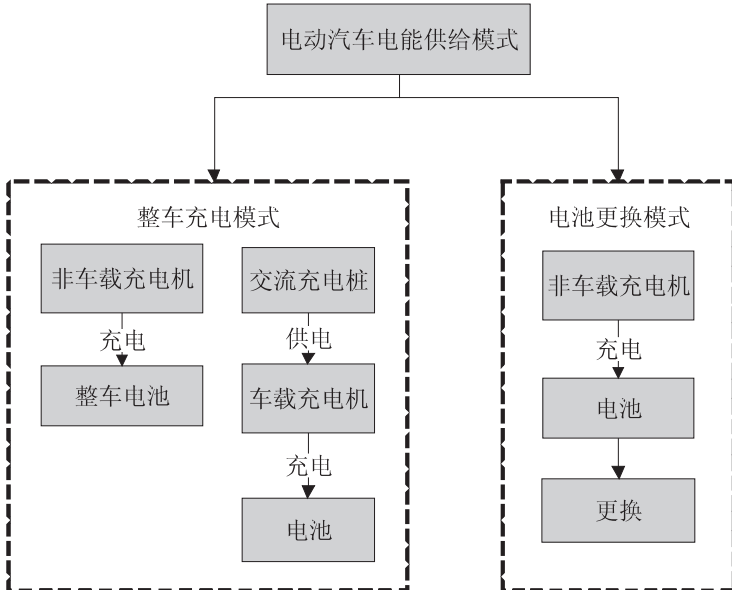 电动汽车电能供给模式
整车充电模式
非车载充电机
充电
整车电池
交流充电桩
供电
车载充电机
充电
电池
电池更换模式
非车载充电机
充电
电池
更换